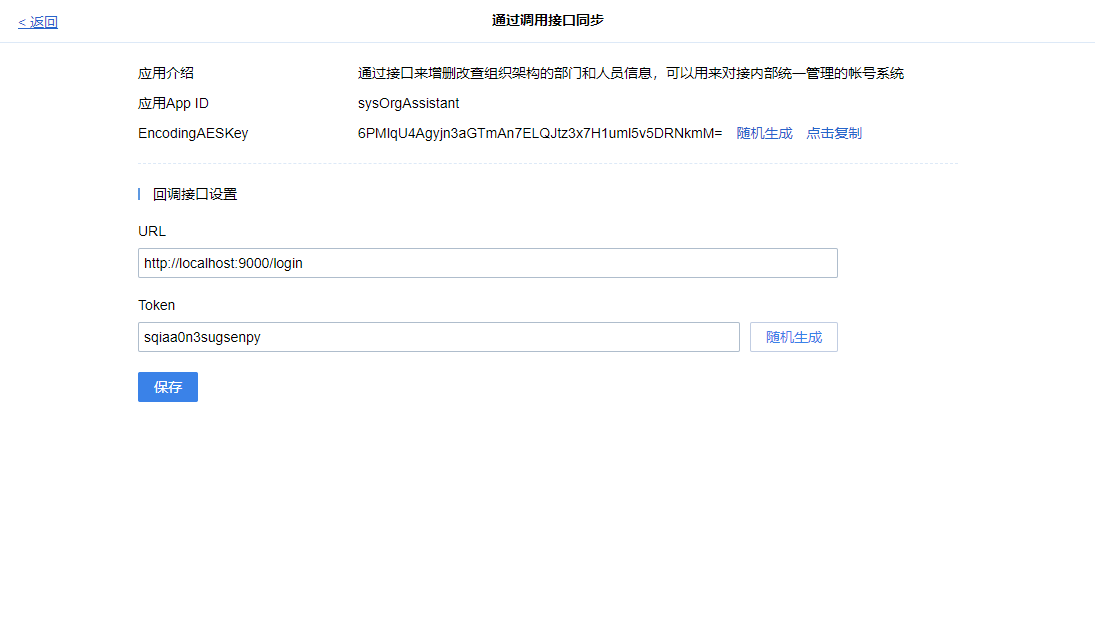 < 返回
通过调用接口同步
应用介绍 通过接口来增删改查组织架构的部门和人员信息，可以用来对接内部统一管理的帐号系统
应用App ID sysOrgAssistant
EncodingAESKey 6PMlqU4Agyjn3aGTmAn7ELQJtz3x7H1uml5v5DRNkmM= 随机生成 点击复制
回调接口设置
URL
http://localhost:9000/login
Token
sqiaa0n3sugsenpy 随机生成
保存